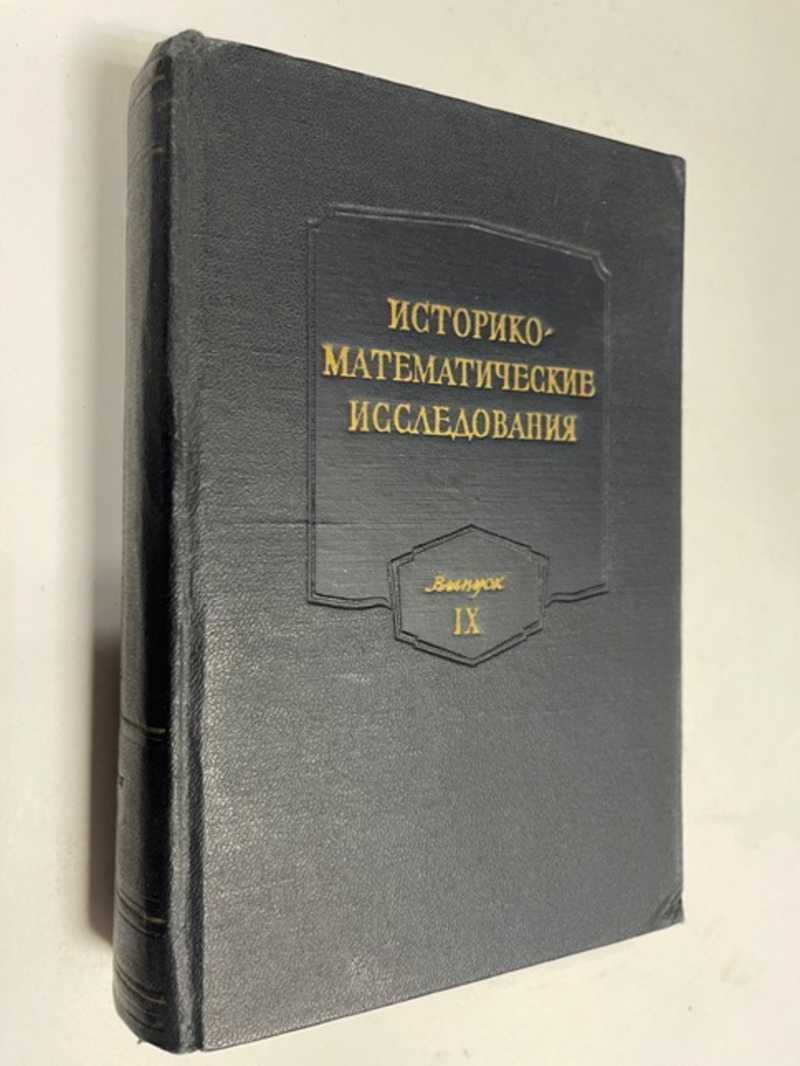 ИСТОРИКО-
МАТЕМАТИЧЕСКИЕ
ИССЛЕДОВАНИЯ
Выпуск
IX